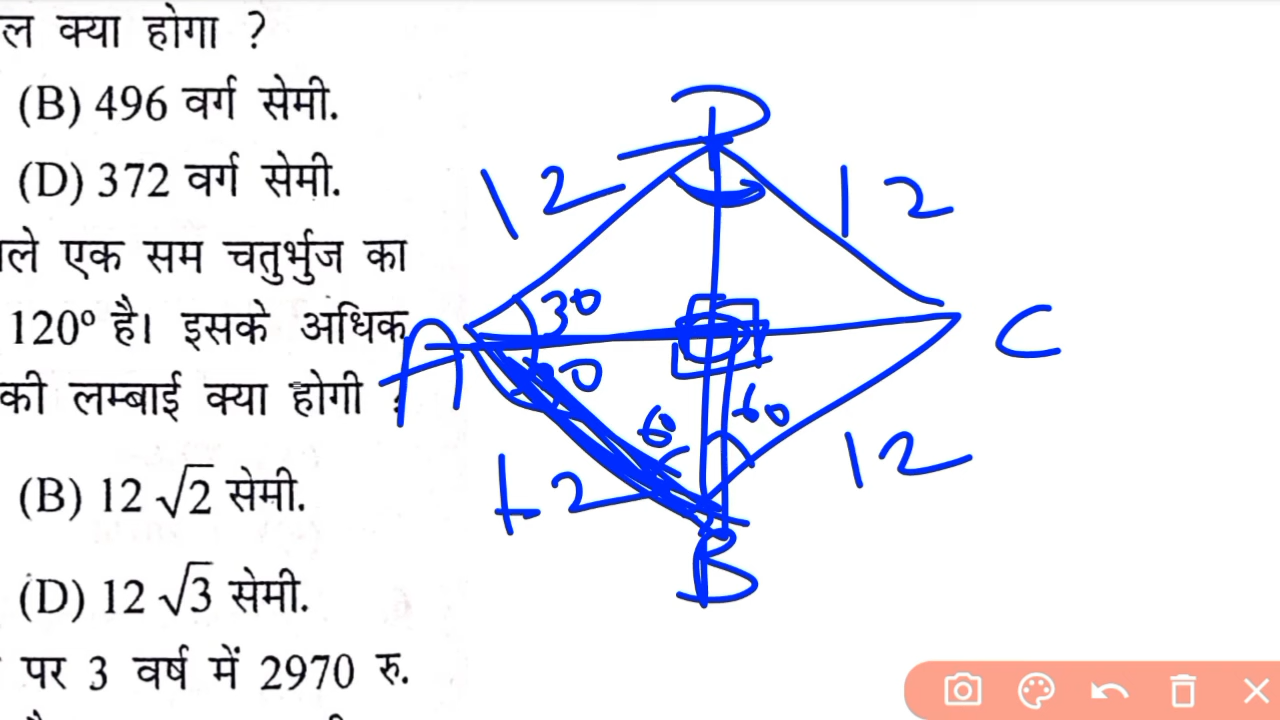 ल क्या होगा ?
(B) 496 वर्ग सेमी.
(D) 372 वर्ग सेमी.
ले एक सम चतुर्भुज का
120° है। इसके अधिक
की लम्बाई क्या होगी ?
(B) 12 √2 सेमी.
(D) 12 √3 सेमी.
पर 3 वर्ष में 2970 रु.
D
12
12
30
A
C
30
60
60
12
12
B